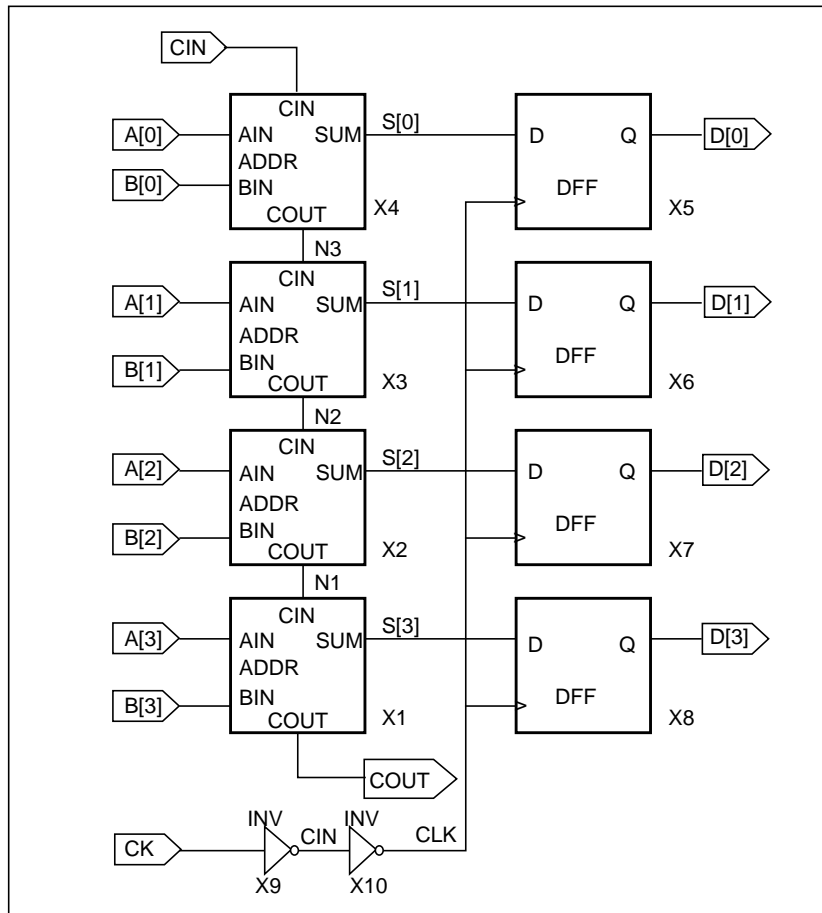 CIN
CIN
A[0]
AIN
SUM
S[0]
D
Q
D[0]
ADDR
B[0]
BIN
DFF
COUT
X4
X5
N3
CIN
A[1]
AIN
SUM
S[1]
D
Q
D[1]
ADDR
B[1]
BIN
DFF
COUT
X3
X6
N2
CIN
A[2]
AIN
SUM
S[2]
D
Q
D[2]
ADDR
B[2]
BIN
DFF
COUT
X2
X7
N1
CIN
A[3]
AIN
SUM
S[3]
D
Q
D[3]
ADDR
B[3]
BIN
DFF
COUT
X1
X8
COUT
INV
INV
CK
CIN
CLK
X9
X10